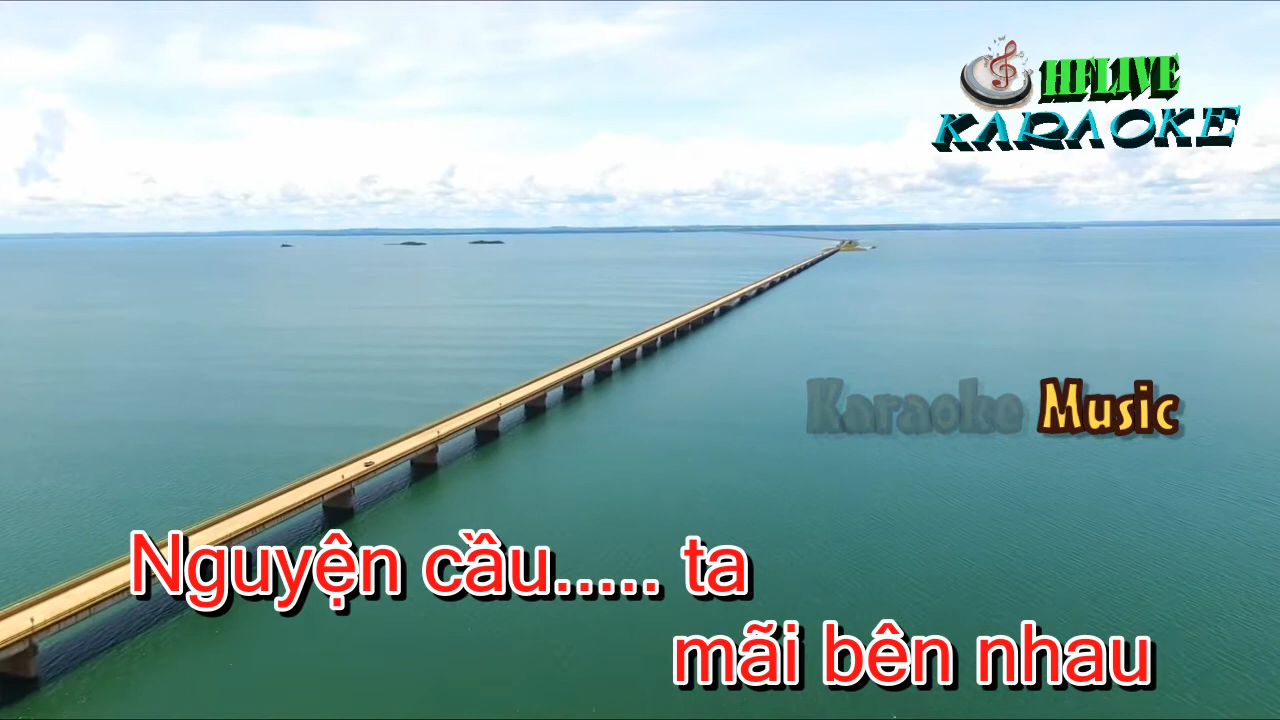 HFLIVE
KARAOKE
Karaoke Music
Nguyện cầu..... ta
mãi bên nhau